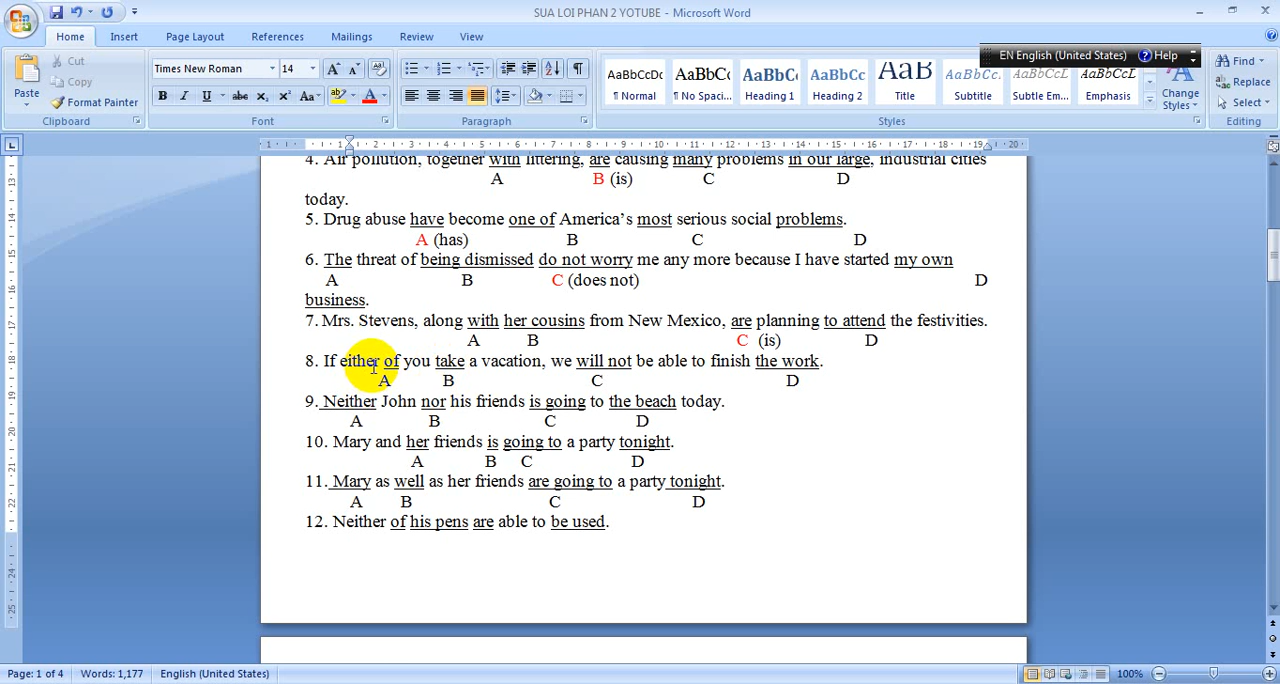 SUA LOI PHAN 2 YOTUBE - Microsoft Word
Home Insert Page Layout References Mailings Review View
EN English (United States) Help
Paste Cut Copy Format Painter
Times New Roman 14
AaBbCcDc AaBbCc AaBbCc AaBbCc AaB AaBbCc. AaBbCcDc AaBbCcDc
¶ Normal ¶ No Spaci... Heading 1 Heading 2 Title Subtitle Subtle Em... Emphasis
Change Styles
Find Replace Select
Clipboard Font Paragraph Styles Editing
4. Air pollution, together with littering, are causing many problems in our large, industrial cities
A B (is) C D
today.
5. Drug abuse have become one of America's most serious social problems.
A (has) B C D
6. The threat of being dismissed do not worry me any more because I have started my own
A B C (does not) D
business.
7. Mrs. Stevens, along with her cousins from New Mexico, are planning to attend the festivities.
A B C (is) D
8. If either of you take a vacation, we will not be able to finish the work.
A B C D
9. Neither John nor his friends is going to the beach today.
A B C D
10. Mary and her friends is going to a party tonight.
A B C D
11. Mary as well as her friends are going to a party tonight.
A B C D
12. Neither of his pens are able to be used.
Page: 1 of 4 Words: 1,177 English (United States) 100%